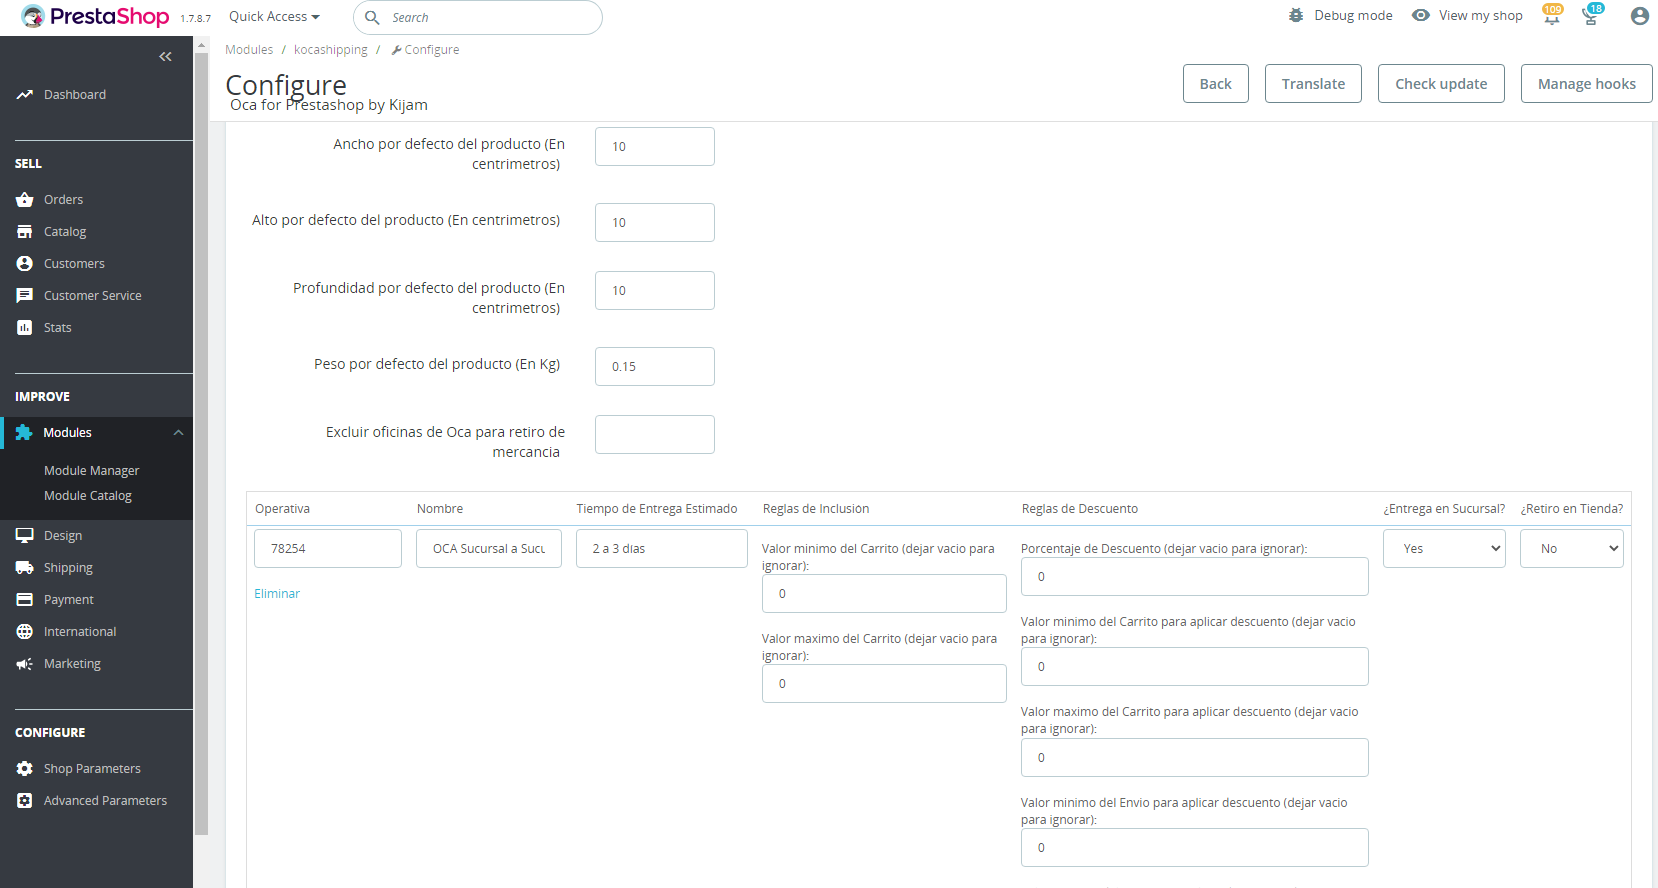 PrestaShop 1.7.8.7 Quick Access Search Debug mode View my shop 109 18
Modules / kocashipping / Configure
Configure
Oca for Prestashop by Kijam
Back Translate Check update Manage hooks
Dashboard
SELL
Orders
Catalog
Customers
Customer Service
Stats
IMPROVE
Modules
Module Manager
Module Catalog
Design
Shipping
Payment
International
Marketing
CONFIGURE
Shop Parameters
Advanced Parameters
Ancho por defecto del producto (En
centrimetros)
10
Alto por defecto del producto (En centrimetros)
10
Profundidad por defecto del producto (En
centrimetros)
10
Peso por defecto del producto (En Kg)
0.15
Excluir oficinas de Oca para retiro de
mercancia
Operativa Nombre Tiempo de Entrega Estimado Reglas de Inclusión Reglas de Descuento ¿Entrega en Sucursal? ¿Retiro en Tienda?
78254 OCA Sucursal a Sucu 2 a 3 días
Eliminar
Valor minimo del Carrito (dejar vacio para
ignorar):
0
Valor maximo del Carrito (dejar vacio para
ignorar):
0
Porcentaje de Descuento (dejar vacio para ignorar):
0
Valor minimo del Carrito para aplicar descuento (dejar vacio
para ignorar):
0
Valor maximo del Carrito para aplicar descuento (dejar vacio
para ignorar):
0
Valor minimo del Envio para aplicar descuento (dejar vacio
para ignorar):
0
Yes
No